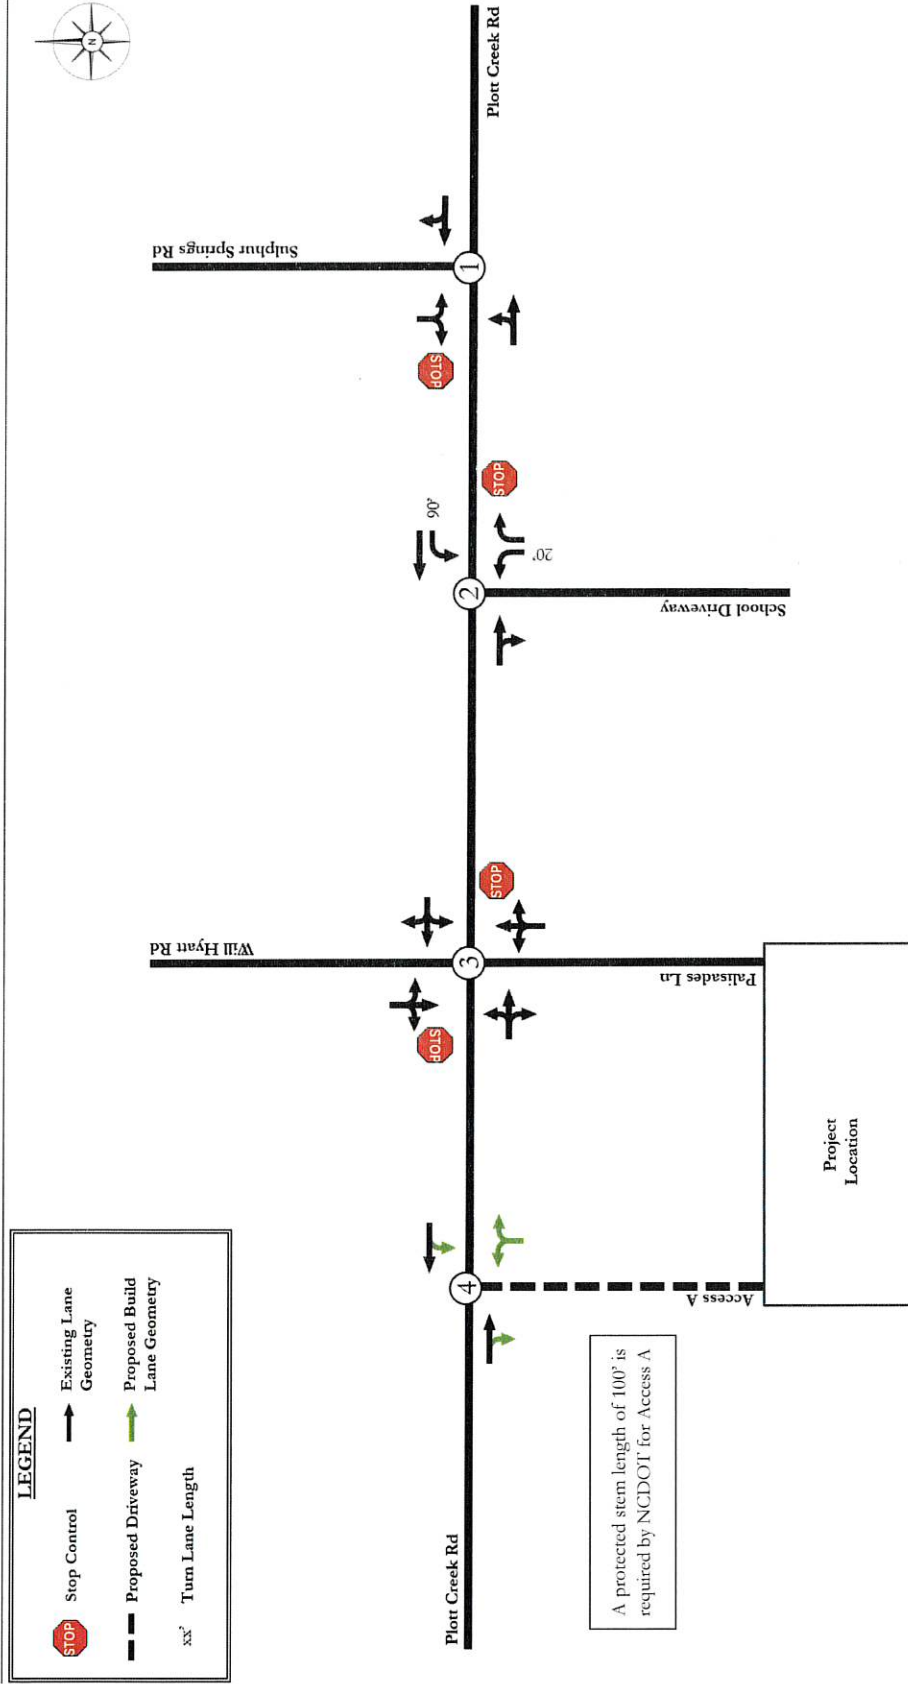 LEGEND
STOP
Stop Control
Existing Lane
Geometry
Proposed Driveway
Proposed Build
Lane Geometry
xx'
Turn Lane Length
N
Plott Creek Rd
Sulphur Springs Rd
1
STOP
STOP
90'
20'
2
School Driveway
Will Hyatt Rd
STOP
3
STOP
Palisades Ln
4
Access A
Plott Creek Rd
Project
Location
A protected stem length of 100' is
required by NCDOT for Access A